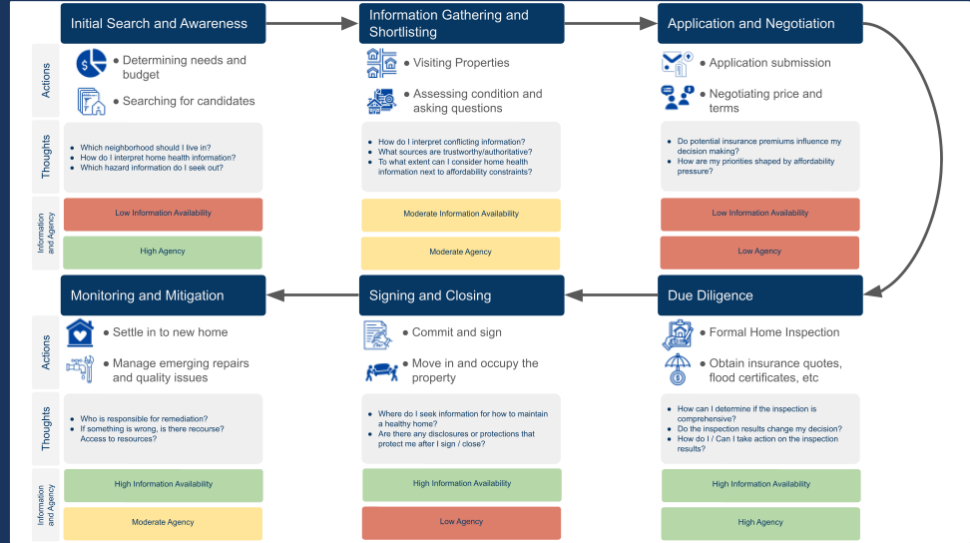 Initial Search and Awareness
Information Gathering and
Shortlisting
Application and Negotiation
Actions
● Determining needs and
budget
● Searching for candidates
● Visiting Properties
● Assessing condition and
asking questions
● Application submission
● Negotiating price and
terms
Thoughts
● Which neighborhood should I live in?
● How do I interpret home health information?
● Which hazard information do I seek out?
● How do I interpret conflicting information?
● What sources are trustworthy/authoritative?
● To what extent can I consider home health
information next to affordability constraints?
● Do potential insurance premiums influence my
decision making?
● How are my priorities shaped by affordability
pressure?
Information
and Agency
Low Information Availability
Moderate Information Availability
Low Information Availability
High Agency
Moderate Agency
Low Agency
Monitoring and Mitigation
Signing and Closing
Due Diligence
Actions
● Settle in to new home
● Manage emerging repairs
and quality issues
● Commit and sign
● Move in and occupy the
property
● Formal Home Inspection
● Obtain insurance quotes,
flood certificates, etc
Thoughts
● Who is responsible for remediation?
● If something is wrong, is there recourse?
Access to resources?
● Where do I seek information for how to maintain
a healthy home?
● Are there any disclosures or protections that
protect me after I sign / close?
● How can I determine if the inspection is
comprehensive?
● Do the inspection results change my decision?
● How do I / Can I take action on the inspection
results?
Information
and Agency
High Information Availability
High Information Availability
High Information Availability
Moderate Agency
Low Agency
High Agency